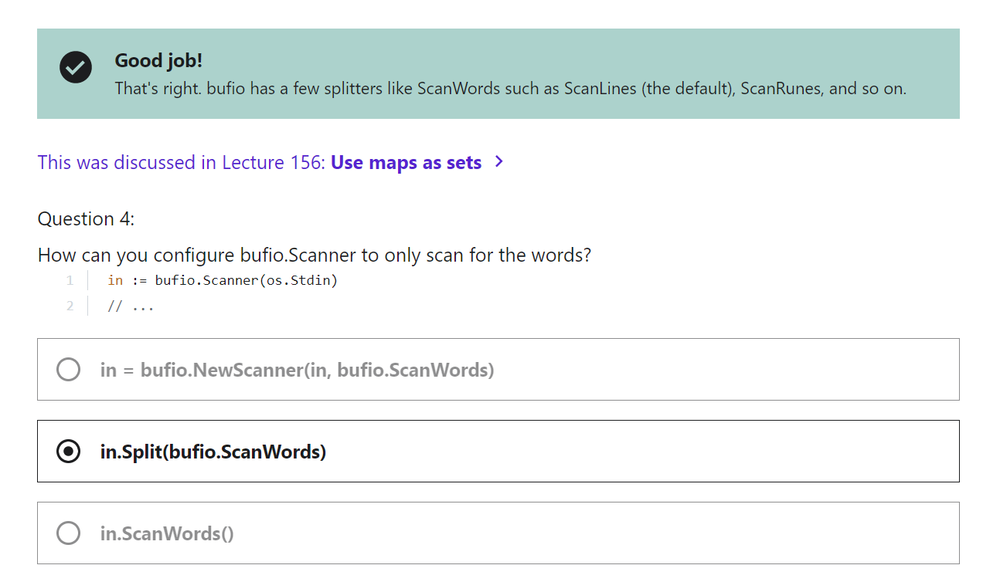 Good job!
That's right. bufio has a few splitters like ScanWords such as ScanLines (the default), ScanRunes, and so on.
This was discussed in Lecture 156: Use maps as sets
Question 4:
How can you configure bufio.Scanner to only scan for the words?
1 in := bufio.Scanner(os.Stdin)
2 // ...
in = bufio.NewScanner(in, bufio.ScanWords)
in.Split(bufio.ScanWords)
in.ScanWords()